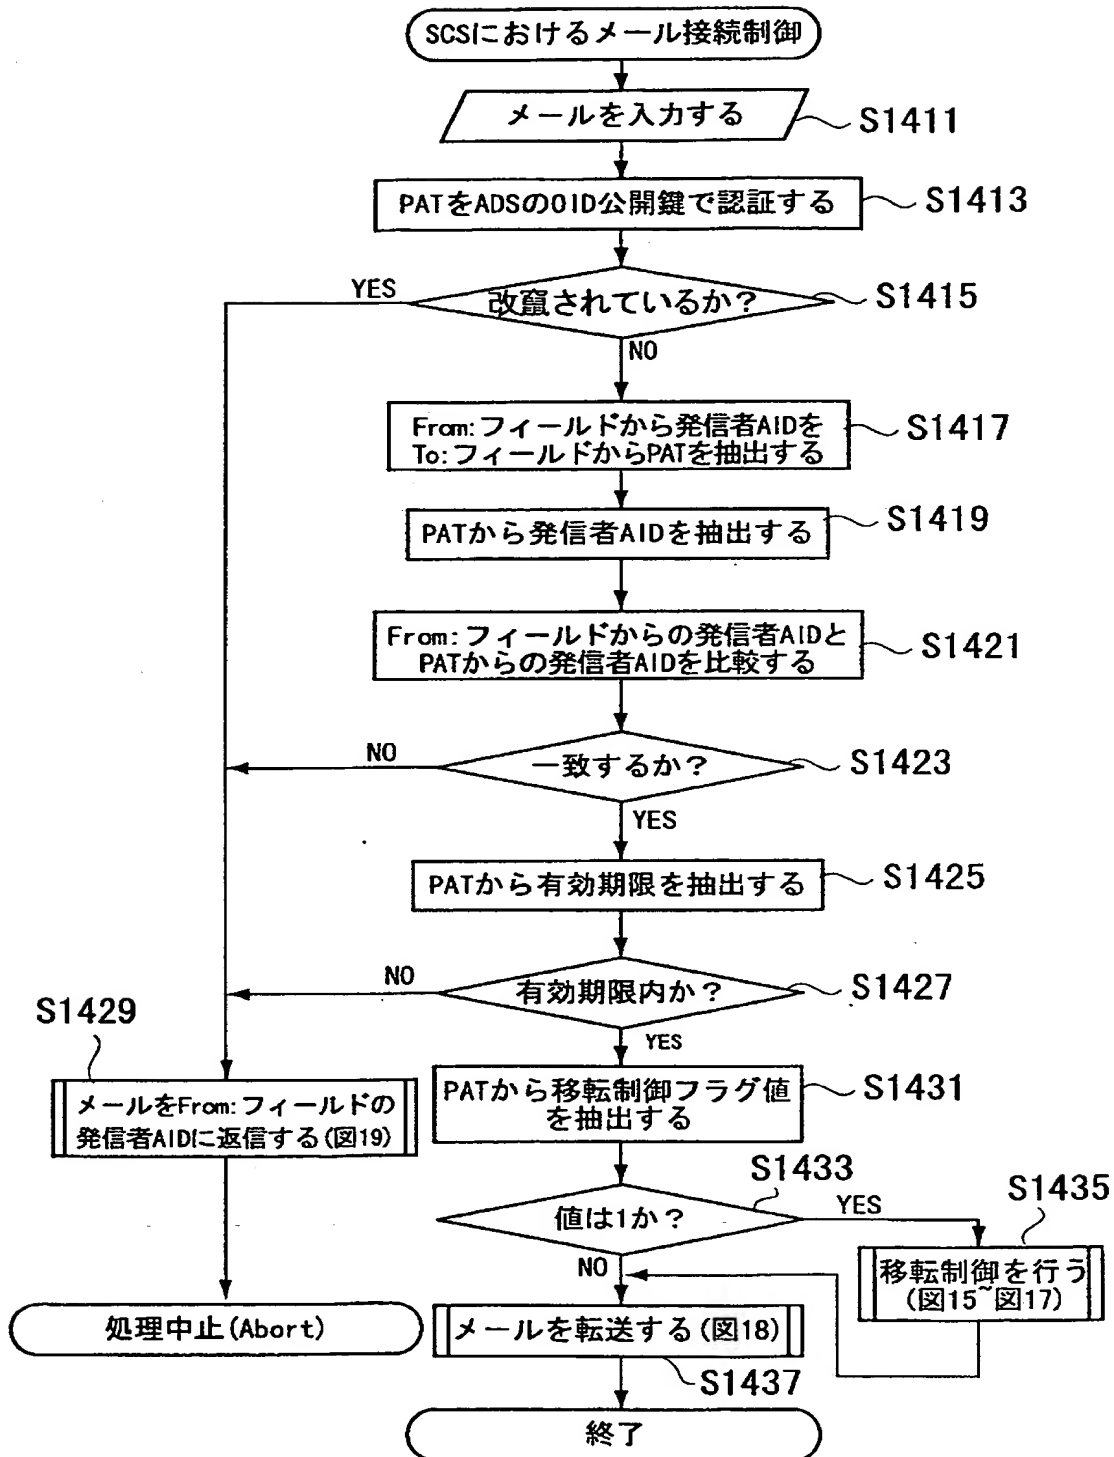 SCSにおけるメール接続制御
メールを入力する
S1411
PATをADSのOID公開鍵で認証する
S1413
YES
改竄されているか?
S1415
NO
From:フィールドから発信者AIDを
To:フィールドからPATを抽出する
S1417
PATから発信者AIDを抽出する
S1419
From:フィールドからの発信者AIDと
PATからの発信者AIDを比較する
S1421
NO
一致するか?
S1423
YES
PATから有効期限を抽出する
S1425
NO
有効期限内か?
S1427
YES
S1429
メールをFrom:フィールドの
発信者AIDに返信する(図19)
PATから移転制御フラグ値
を抽出する
S1431
S1433
値は1か?
YES
S1435
NO
移転制御を行う
(図15~図17)
処理中止(Abort)
メールを転送する(図18)
S1437
終了